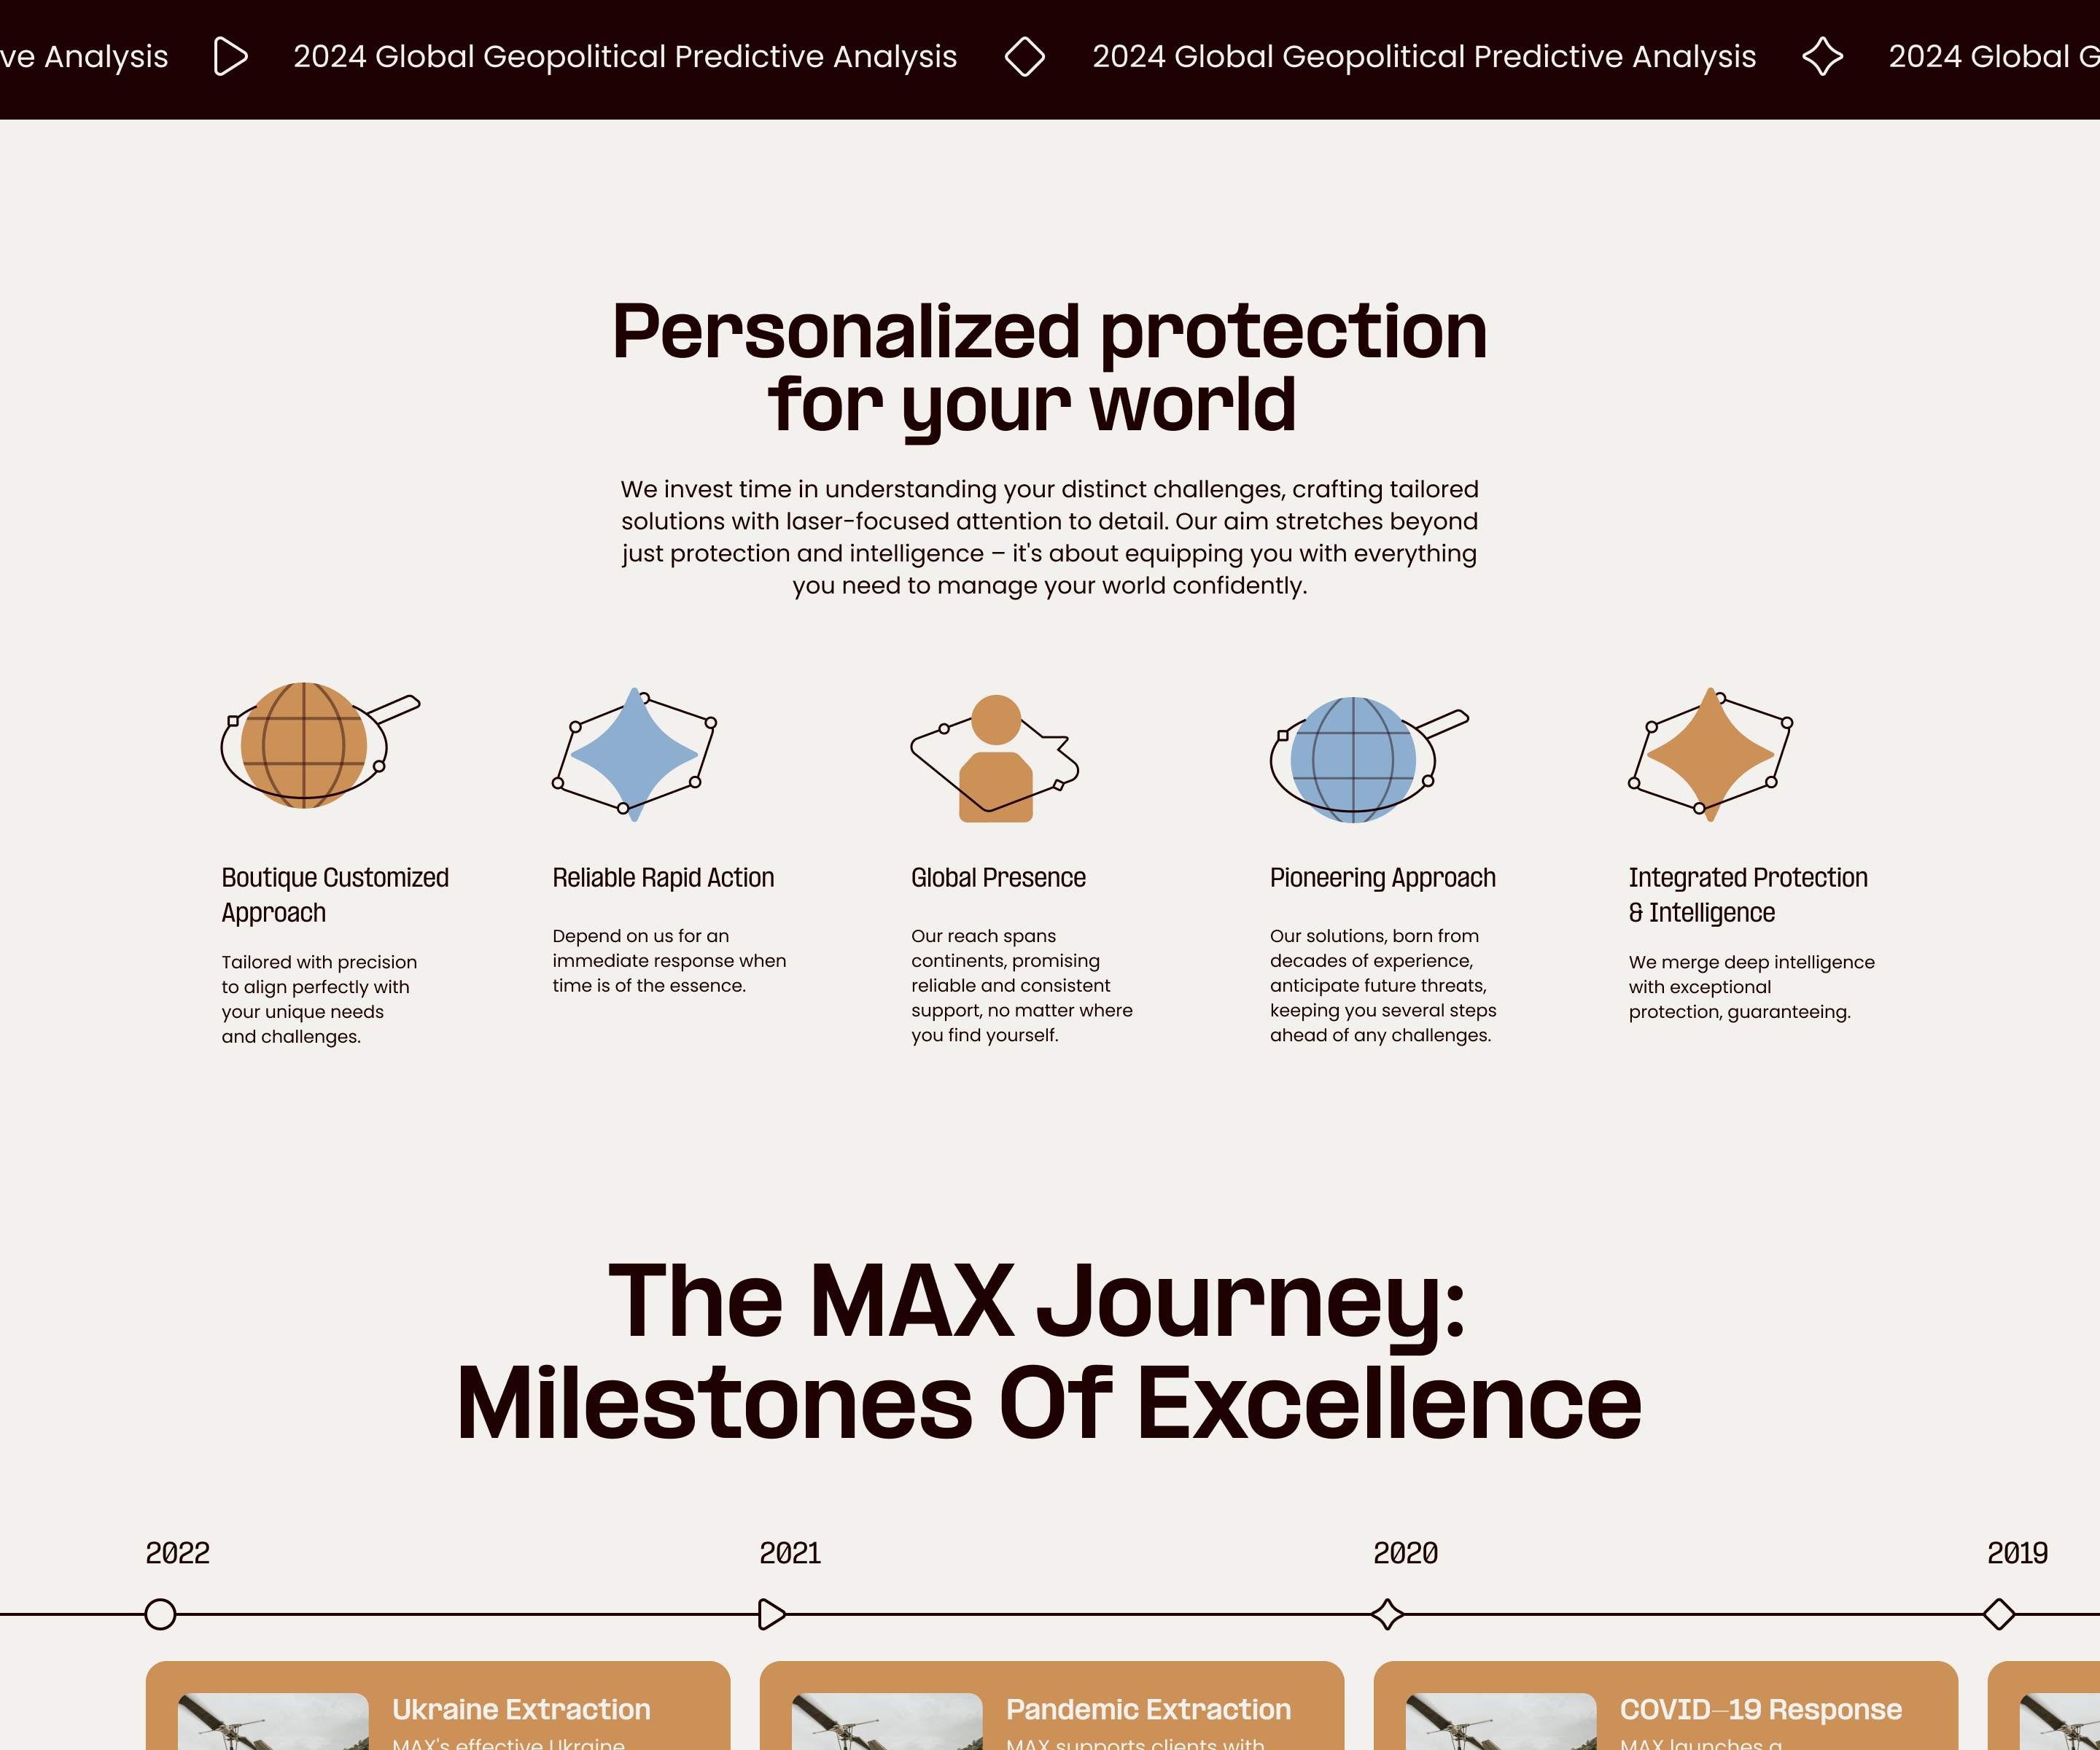 ve Analysis 2024 Global Geopolitical Predictive Analysis 2024 Global Geopolitical Predictive Analysis 2024 Global G
Personalized protection
for your world
We invest time in understanding your distinct challenges, crafting tailored
solutions with laser-focused attention to detail. Our aim stretches beyond
just protection and intelligence – it's about equipping you with everything
you need to manage your world confidently.
Boutique Customized
Approach
Tailored with precision
to align perfectly with
your unique needs
and challenges.
Reliable Rapid Action
Depend on us for an
immediate response when
time is of the essence.
Global Presence
Our reach spans
continents, promising
reliable and consistent
support, no matter where
you find yourself.
Pioneering Approach
Our solutions, born from
decades of experience,
anticipate future threats,
keeping you several steps
ahead of any challenges.
Integrated Protection
& Intelligence
We merge deep intelligence
with exceptional
protection, guaranteeing.
The MAX Journey:
Milestones Of Excellence
2022
2021
2020
2019
Ukraine Extraction
MAX's effective Ukraine
Pandemic Extraction
MAX supports clients with
COVID-19 Response
MAX launches a